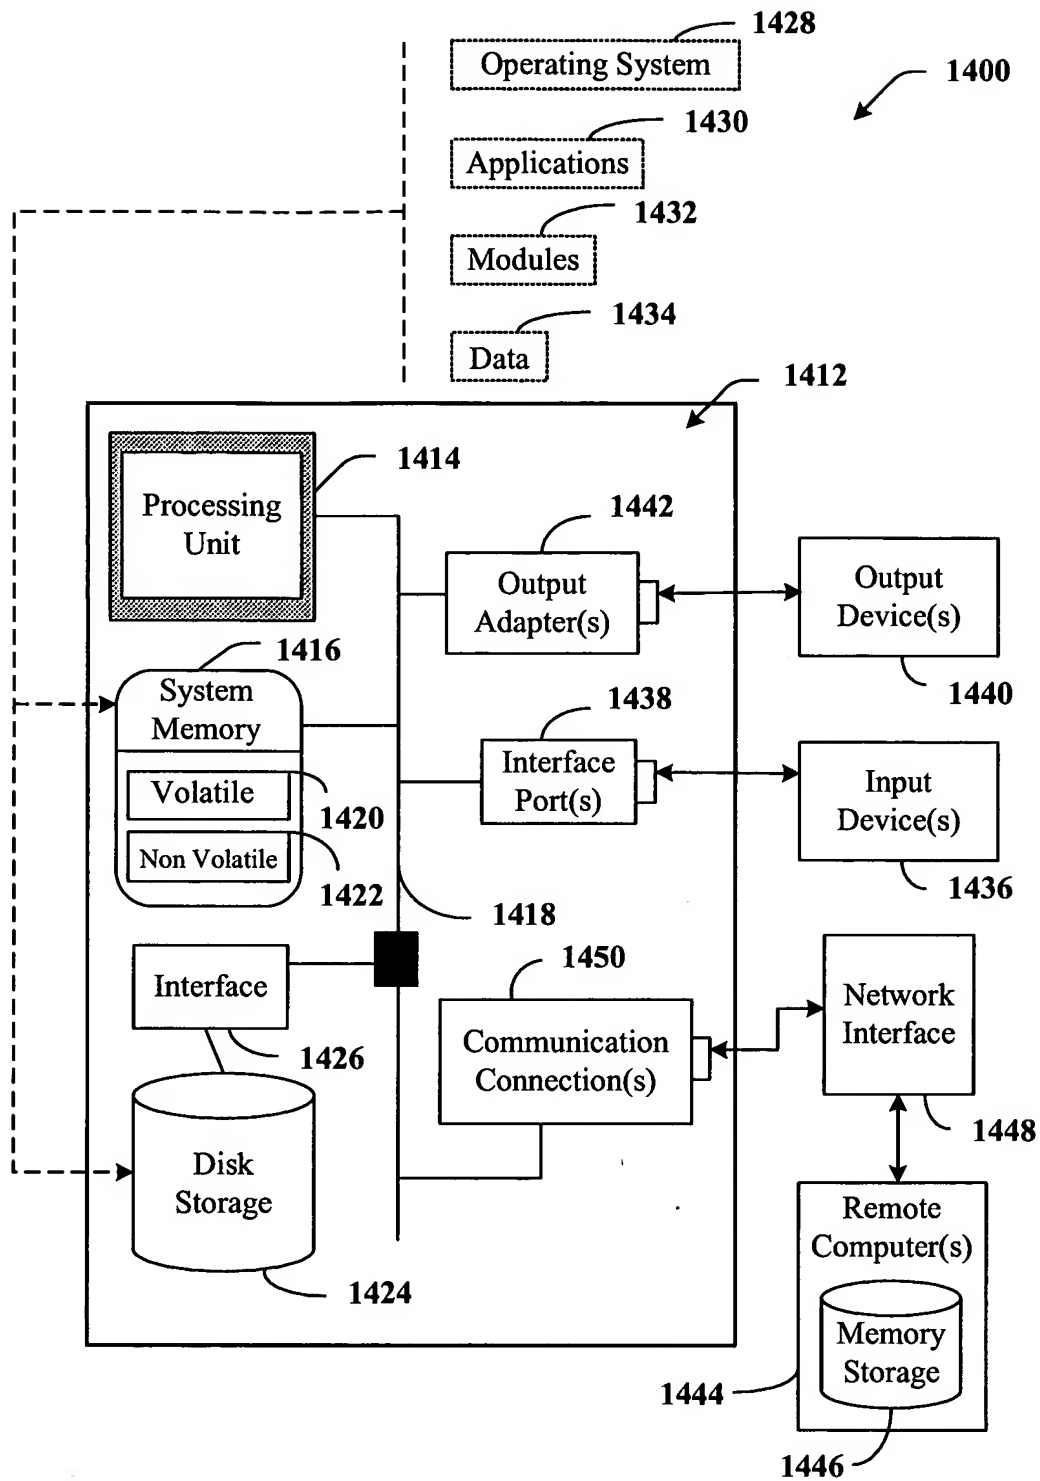 1428
Operating System
1400
1430
Applications
1432
Modules
1434
Data
1412
1414
Processing
Unit
1442
Output
Adapter(s)
Output
Device(s)
1440
1416
System
Memory
1438
Interface
Port(s)
Input
Device(s)
1436
Volatile
1420
Non Volatile
1422
1418
1450
Interface
1426
Communication
Connection(s)
Network
Interface
1448
Disk
Storage
1424
Remote
Computer(s)
Memory
Storage
1444
1446